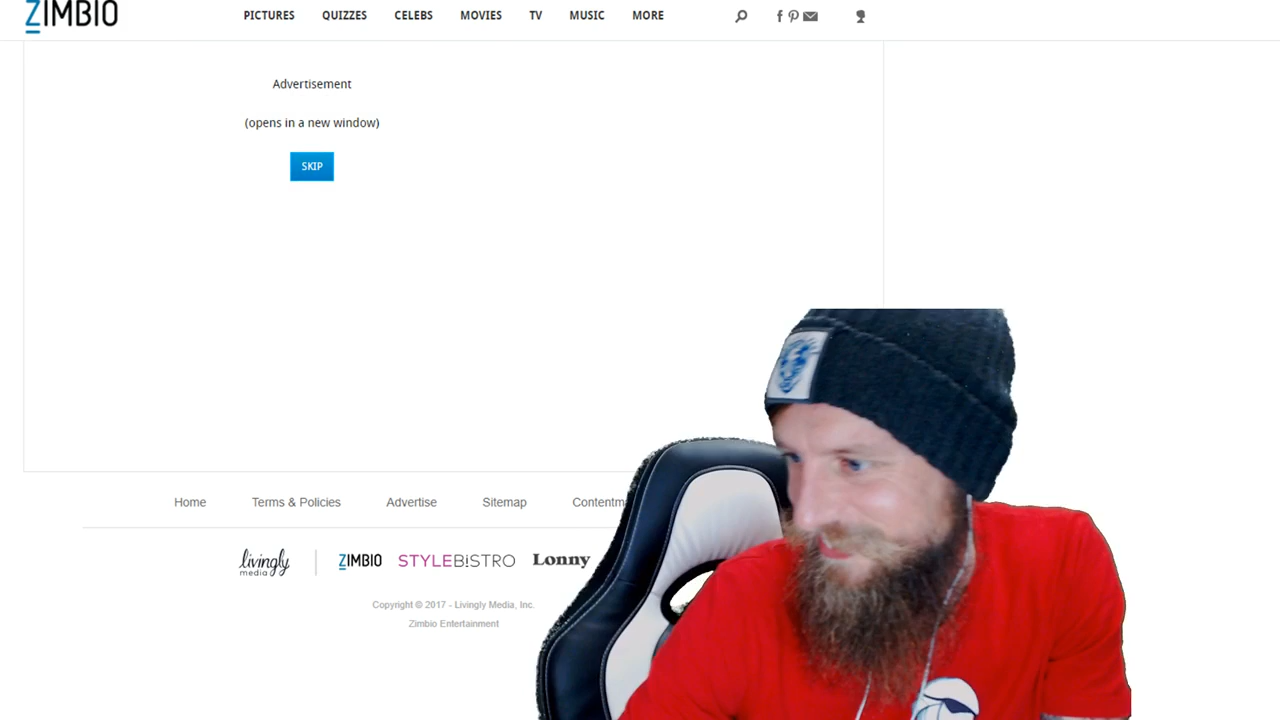 ZIMBIO
PICTURES QUIZZES CELEBS MOVIES TV MUSIC MORE
Advertisement
(opens in a new window)
SKIP
Home Terms & Policies Advertise Sitemap
livingly media ZIMBIO STYLEBISTRO Lonny
Copyright © 2017 - Livingly Media, Inc.
Zimbio Entertainment